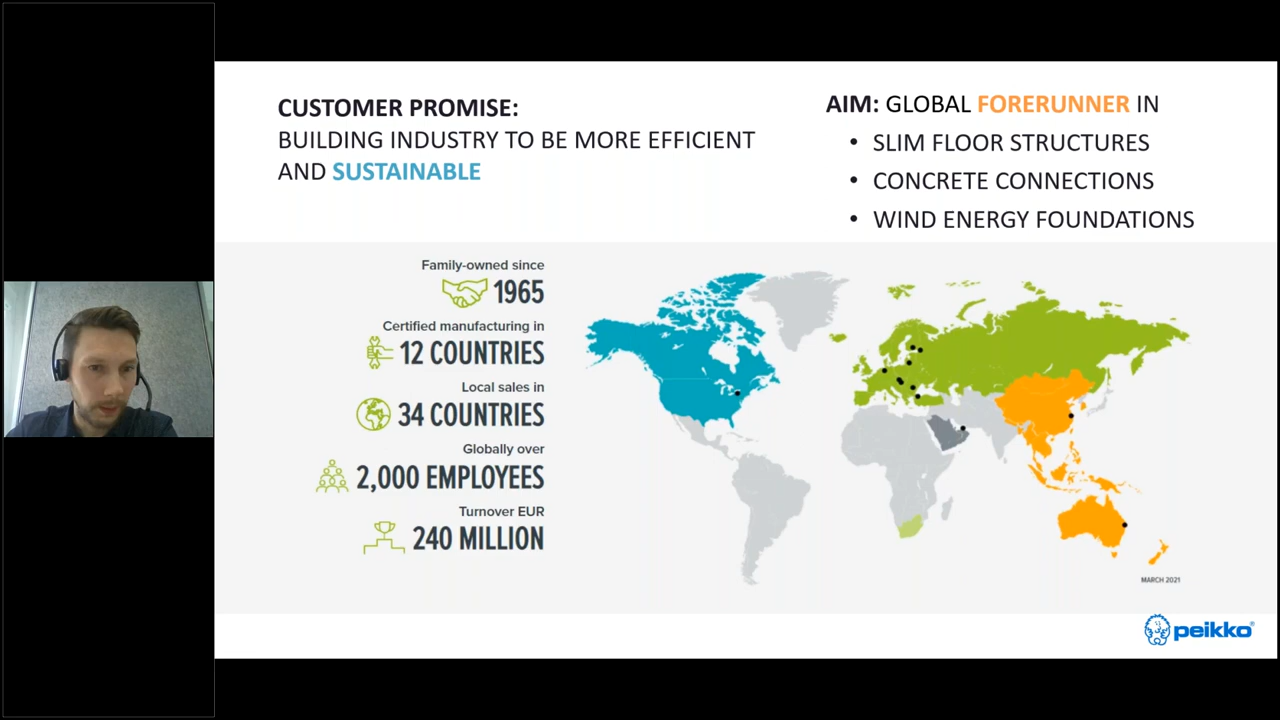 CUSTOMER PROMISE:
BUILDING INDUSTRY TO BE MORE EFFICIENT
AND SUSTAINABLE
AIM: GLOBAL FORERUNNER IN
• SLIM FLOOR STRUCTURES
• CONCRETE CONNECTIONS
• WIND ENERGY FOUNDATIONS
Family-owned since
1965
Certified manufacturing in
12 COUNTRIES
Local sales in
34 COUNTRIES
Globally over
2,000 EMPLOYEES
Turnover EUR
240 MILLION
MARCH 2021
peikko®